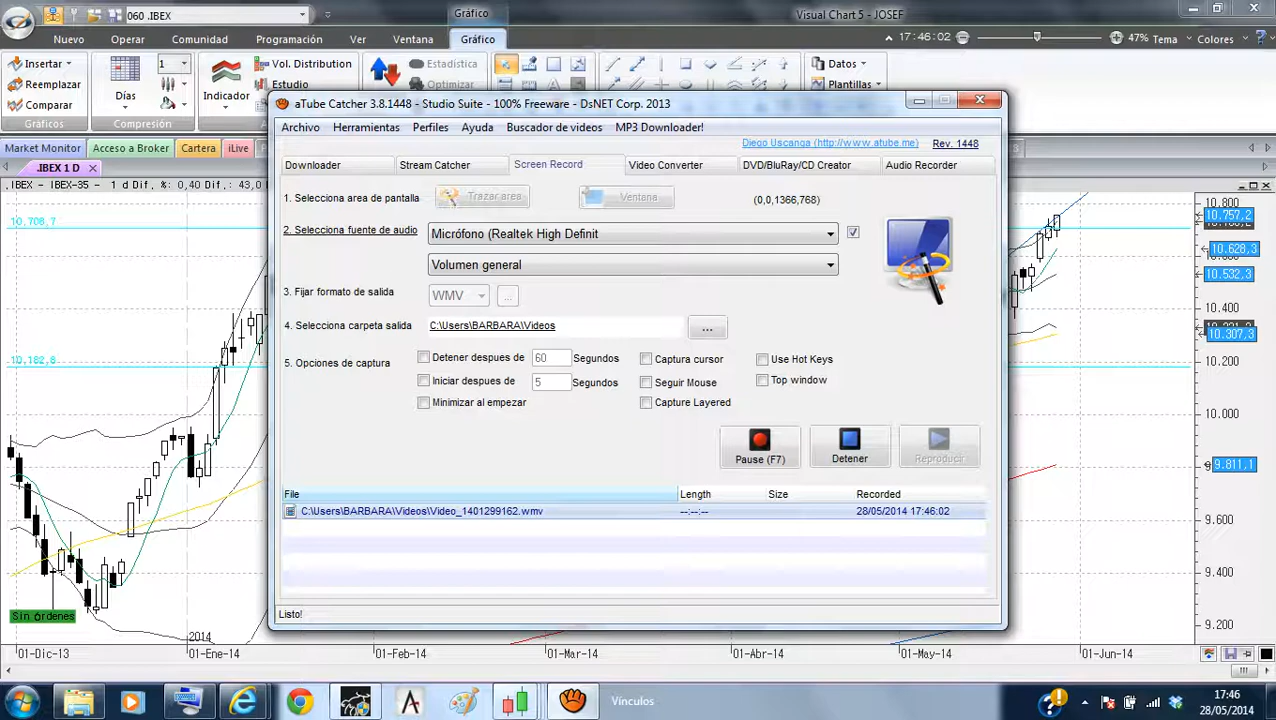 060 .IBEX
Gráfico
Visual Chart 5 - JOSEF
Nuevo Operar Comunidad Programación Ver Ventana Gráfico
17:46:02 47% Tema Colores
Insertar
Reemplazar
Comparar
Gráficos
Días
1
Compresión
Indicador
Vol. Distribution
Estudio
Estadística
Optimizar
Datos
Plantillas
Market Monitor Acceso a Broker Cartera iLive
.IBEX 1 D
.IBEX - IBEX-35 - 1 d Dif, %: 0,40 Dif,: 43,0
10.708,7
10.182,8
Sin órdenes
2014
aTube Catcher 3.8.1448 - Studio Suite - 100% Freeware - DsNET Corp. 2013
Archivo Herramientas Perfiles Ayuda Buscador de videos MP3 Downloader!
Diego Uscanga (http://www.atube.me) Rev. 1448
Downloader Stream Catcher Screen Record Video Converter DVD/BluRay/CD Creator Audio Recorder
1. Selecciona area de pantalla Trazar area Ventana (0,0,1366,768)
2. Selecciona fuente de audio Micrófono (Realtek High Definit
Volumen general
3. Fijar formato de salida WMV ...
4. Selecciona carpeta salida C:\Users\BARBARA\Videos ...
5. Opciones de captura
Detener despues de 60 Segundos Captura cursor Use Hot Keys
Iniciar despues de 5 Segundos Seguir Mouse Top window
Minimizar al empezar Capture Layered
Pause (F7) Detener Reproducir
File Length Size Recorded
C:\Users\BARBARA\Videos\Video_1401299162.wmv --:--:-- 28/05/2014 17:46:02
Listo!
10.800
10.757,2
10.628,3
10.532,3
10.400
10.307,3
10.200
10.000
9.811,1
9.600
9.400
9.200
01-Dic-13 01-Ene-14 01-Feb-14 01-Mar-14 01-Abr-14 01-May-14 01-Jun-14
Vínculos
17:46
28/05/2014